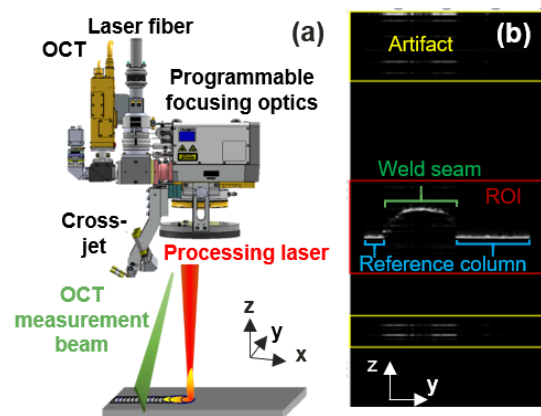 Laser fiber
(a)
OCT
Programmable
focusing optics
Cross-
jet
Processing laser
OCT
measurement
beam
z
y
x
(b)
Artifact
Weld seam
ROI
Reference column
z
y